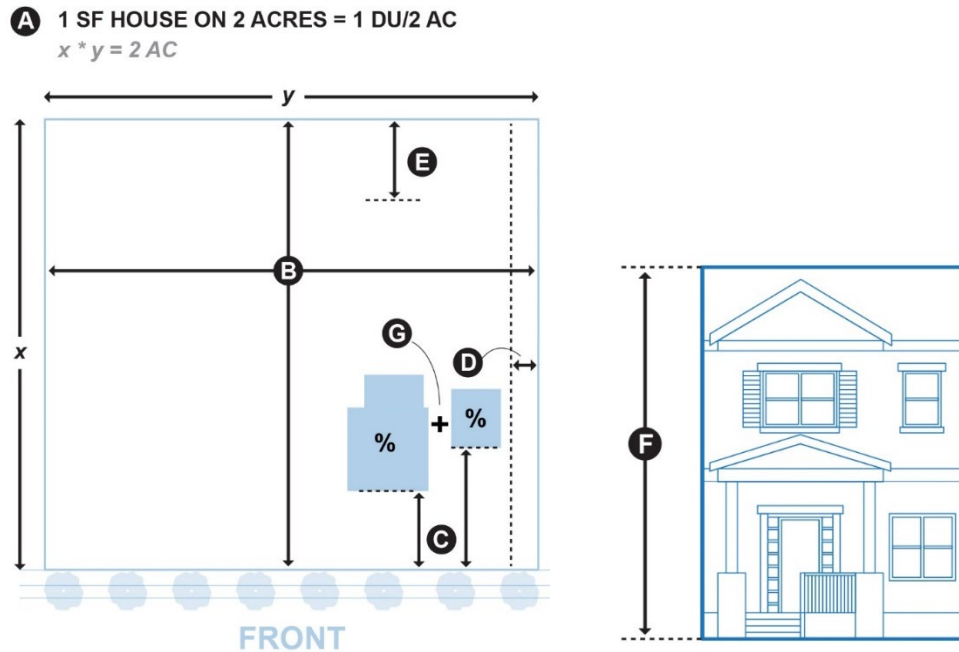 A 1 SF HOUSE ON 2 ACRES = 1 DU/2 AC
x * y = 2 AC
y
E
B
x
G
D
% + %
F
C
FRONT